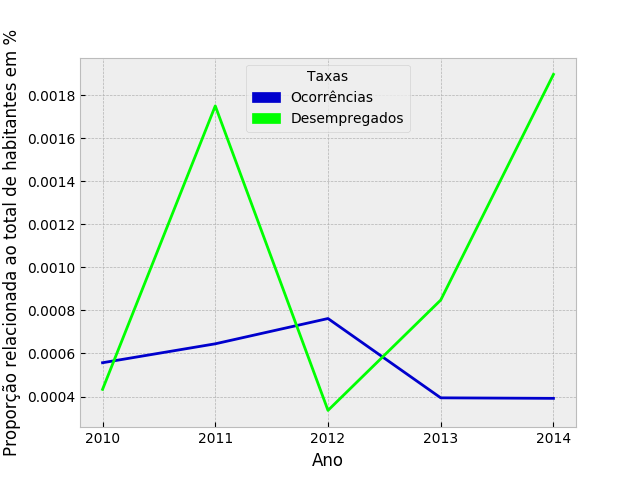 Proporção relacionada ao total de habitantes em %
Taxas
Ocorrências
Desempregados
0.0018
0.0016
0.0014
0.0012
0.0010
0.0008
0.0006
0.0004
2010 2011 2012 2013 2014
Ano